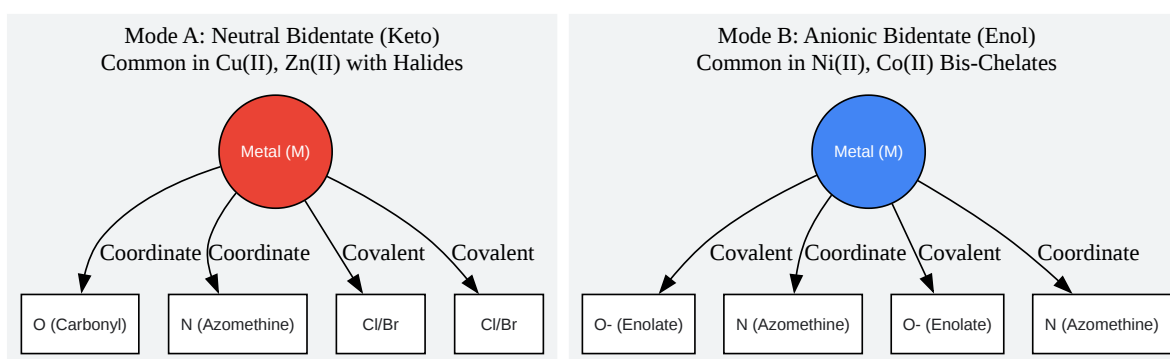 Mode A: Neutral Bidentate (Keto)
Common in Cu(II), Zn(II) with Halides
Metal (M)
Coordinate
Coordinate
Covalent
Covalent
O (Carbonyl)
N (Azomethine)
Cl/Br
Cl/Br
Mode B: Anionic Bidentate (Enol)
Common in Ni(II), Co(II) Bis-Chelates
Metal (M)
Covalent
Coordinate
Covalent
Coordinate
O- (Enolate)
N (Azomethine)
O- (Enolate)
N (Azomethine)